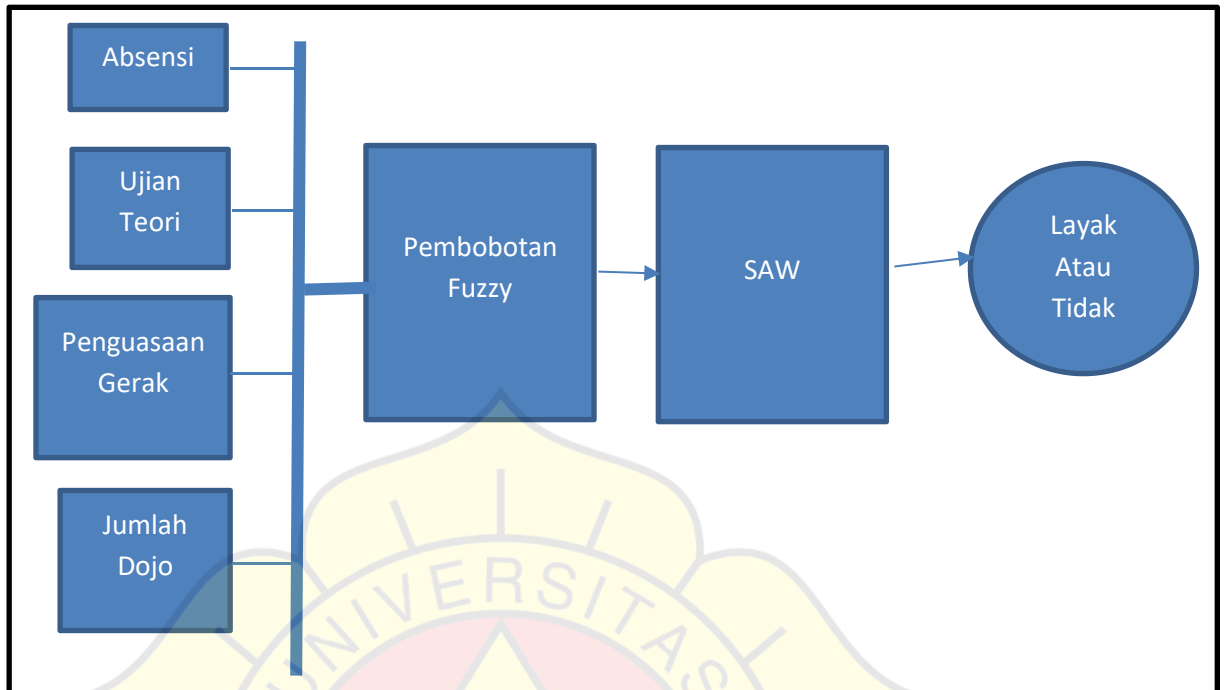 Absensi
Ujian
Teori
Penguasaan
Gerak
Jumlah
Dojo
Pembobotan
Fuzzy
SAW
Layak
Atau
Tidak
UNIVERSITAS